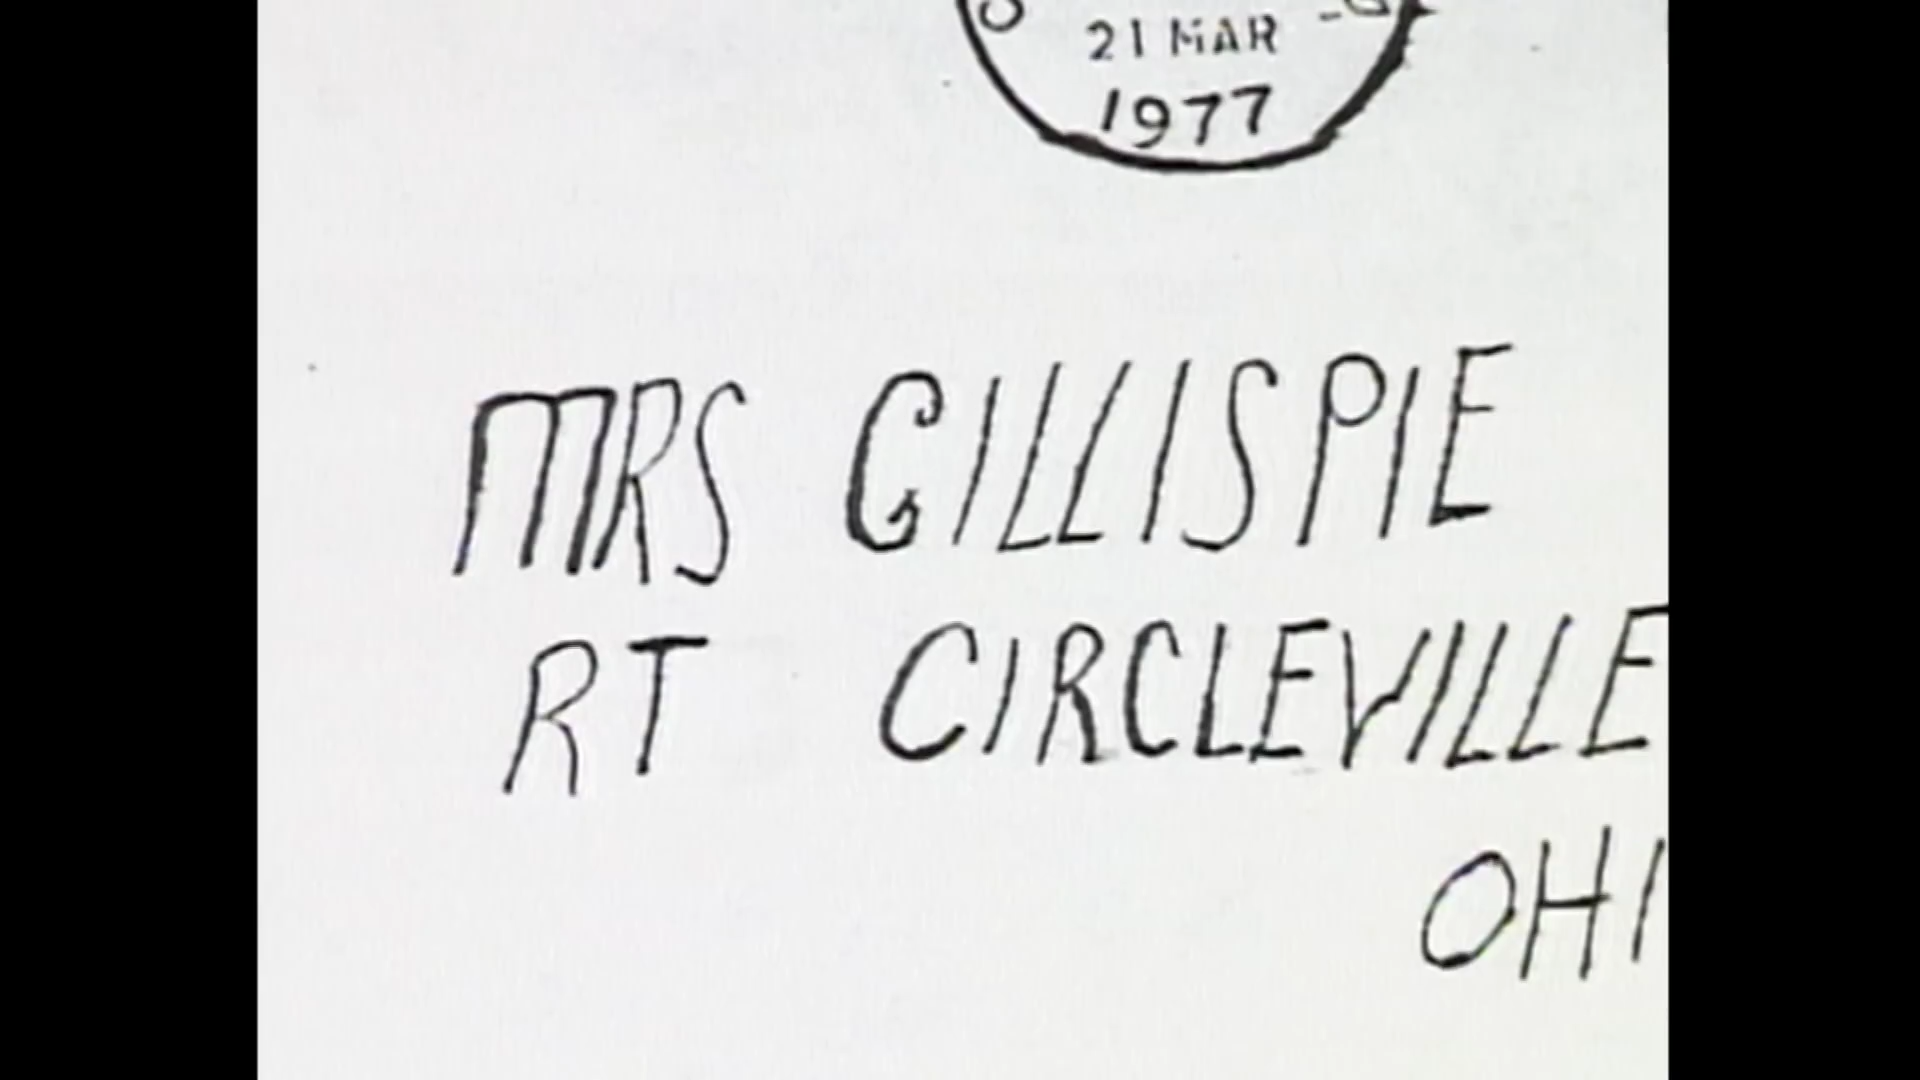 21 MAR
1977
MRS GILLISPIE
RT CIRCLEVILLE
OHI